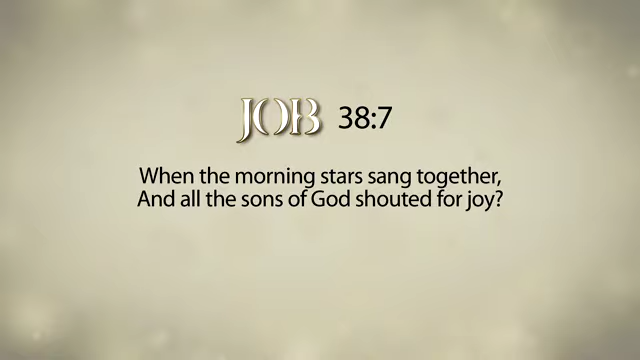 JOB 38:7
When the morning stars sang together,
And all the sons of God shouted for joy?